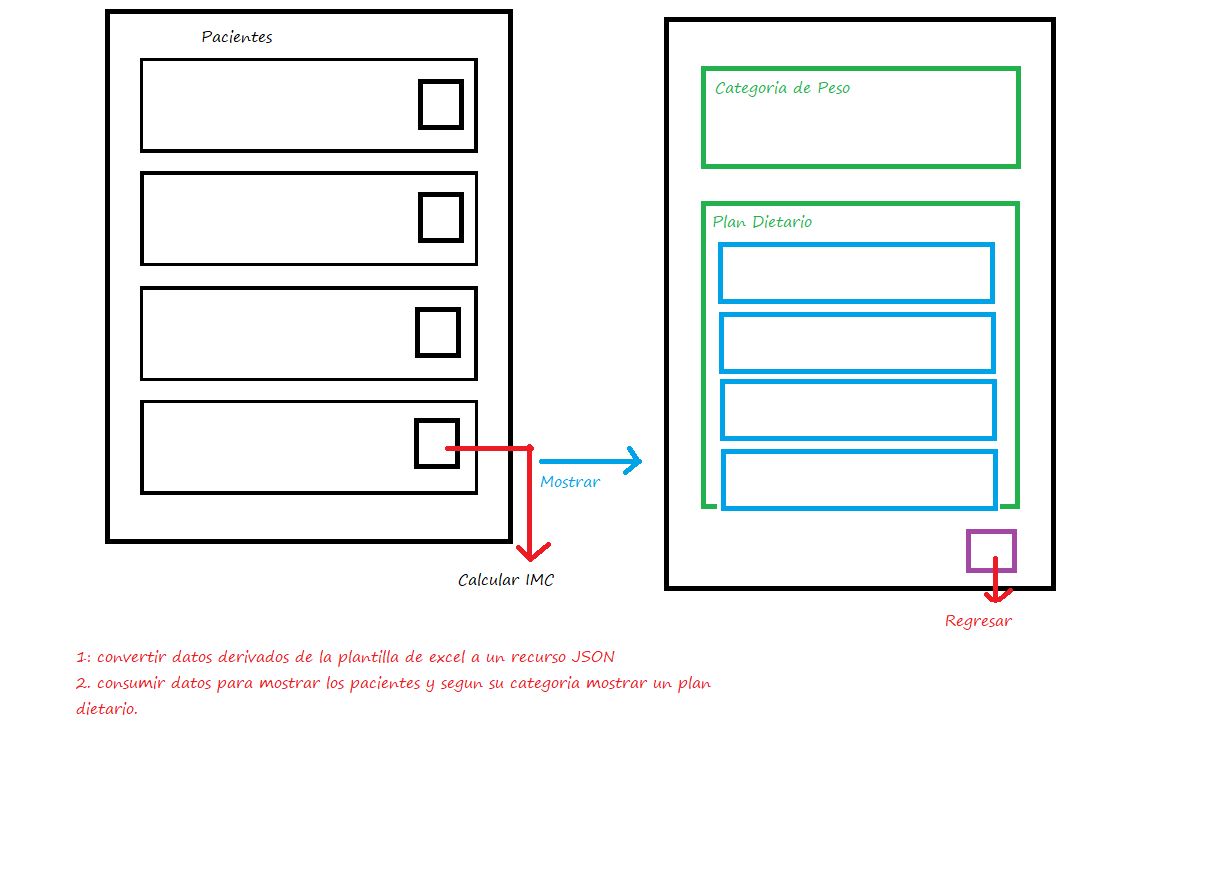 Pacientes
Categoria de Peso
Plan Dietario
Mostrar
Calcular IMC
Regresar
1: convertir datos derivados de la plantilla de excel a un recurso JSON
2. consumir datos para mostrar los pacientes y segun su categoria mostrar un plan
dietario.